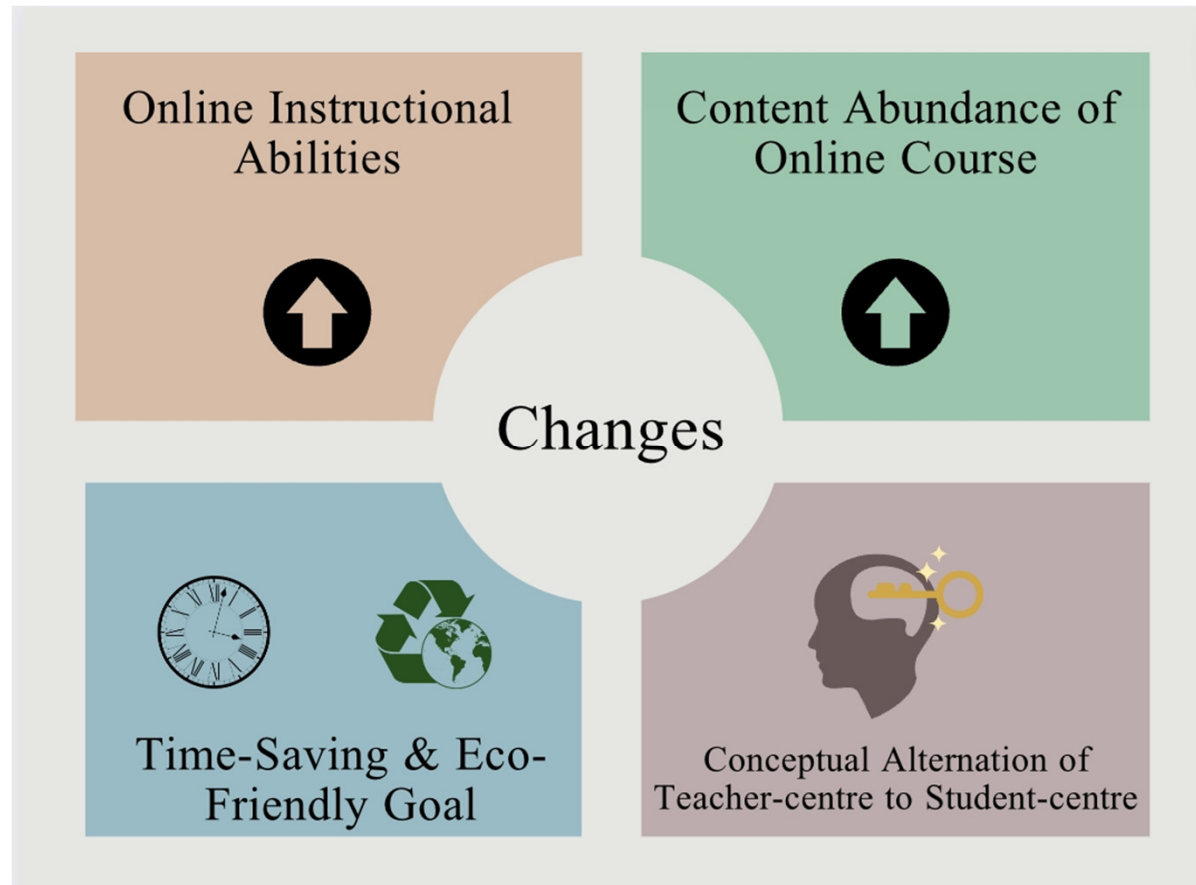 Online Instructional
Abilities
Content Abundance of
Online Course
Changes
Time-Saving & Eco-
Friendly Goal
Conceptual Alternation of
Teacher-centre to Student-centre